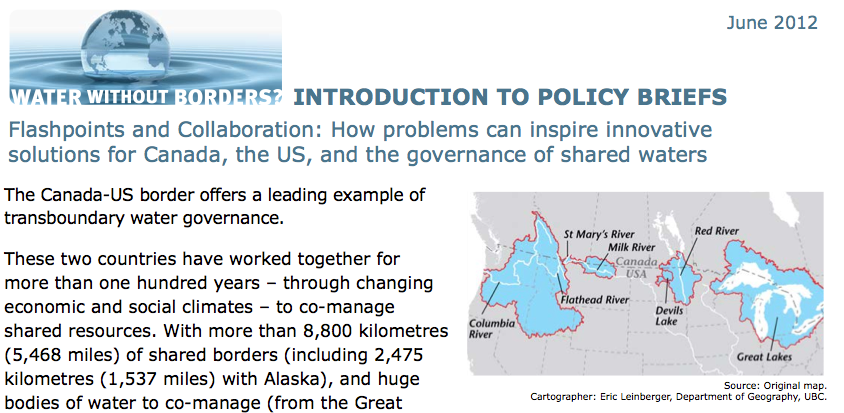 June 2012
WATER WITHOUT BORDERS?
INTRODUCTION TO POLICY BRIEFS
Flashpoints and Collaboration: How problems can inspire innovative
solutions for Canada, the US, and the governance of shared waters
The Canada-US border offers a leading example of
transboundary water governance.
These two countries have worked together for
more than one hundred years – through changing
economic and social climates – to co-manage
shared resources. With more than 8,800 kilometres
(5,468 miles) of shared borders (including 2,475
kilometres (1,537 miles) with Alaska), and huge
bodies of water to co-manage (from the Great
St Mary's River
Milk River
Red River
Canada
USA
Flathead River
Devils
Lake
Columbia
River
Great Lakes
Source: Original map.
Cartographer: Eric Leinberger, Department of Geography, UBC.